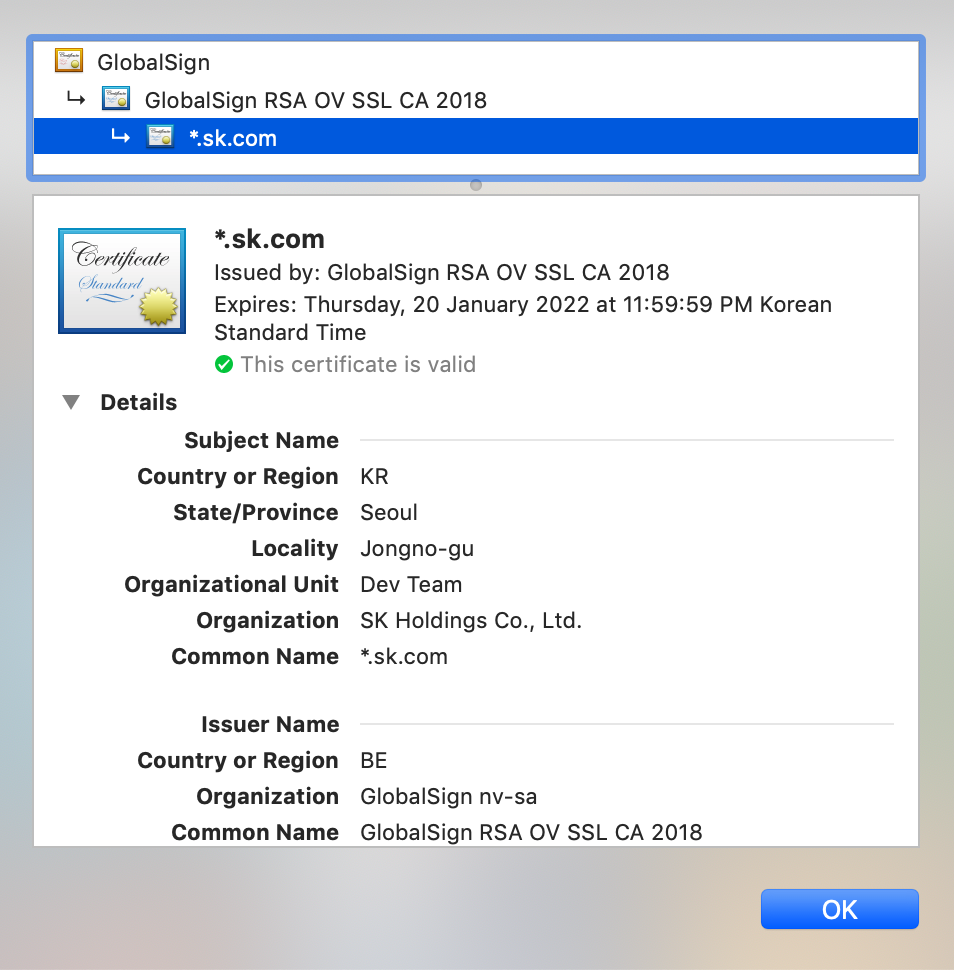 GlobalSign
GlobalSign RSA OV SSL CA 2018
*.sk.com
Certificate
Standard
*.sk.com
Issued by: GlobalSign RSA OV SSL CA 2018
Expires: Thursday, 20 January 2022 at 11:59:59 PM Korean
Standard Time
This certificate is valid
Details
Subject Name
Country or Region KR
State/Province Seoul
Locality Jongno-gu
Organizational Unit Dev Team
Organization SK Holdings Co., Ltd.
Common Name *.sk.com
Issuer Name
Country or Region BE
Organization GlobalSign nv-sa
Common Name GlobalSign RSA OV SSL CA 2018
OK